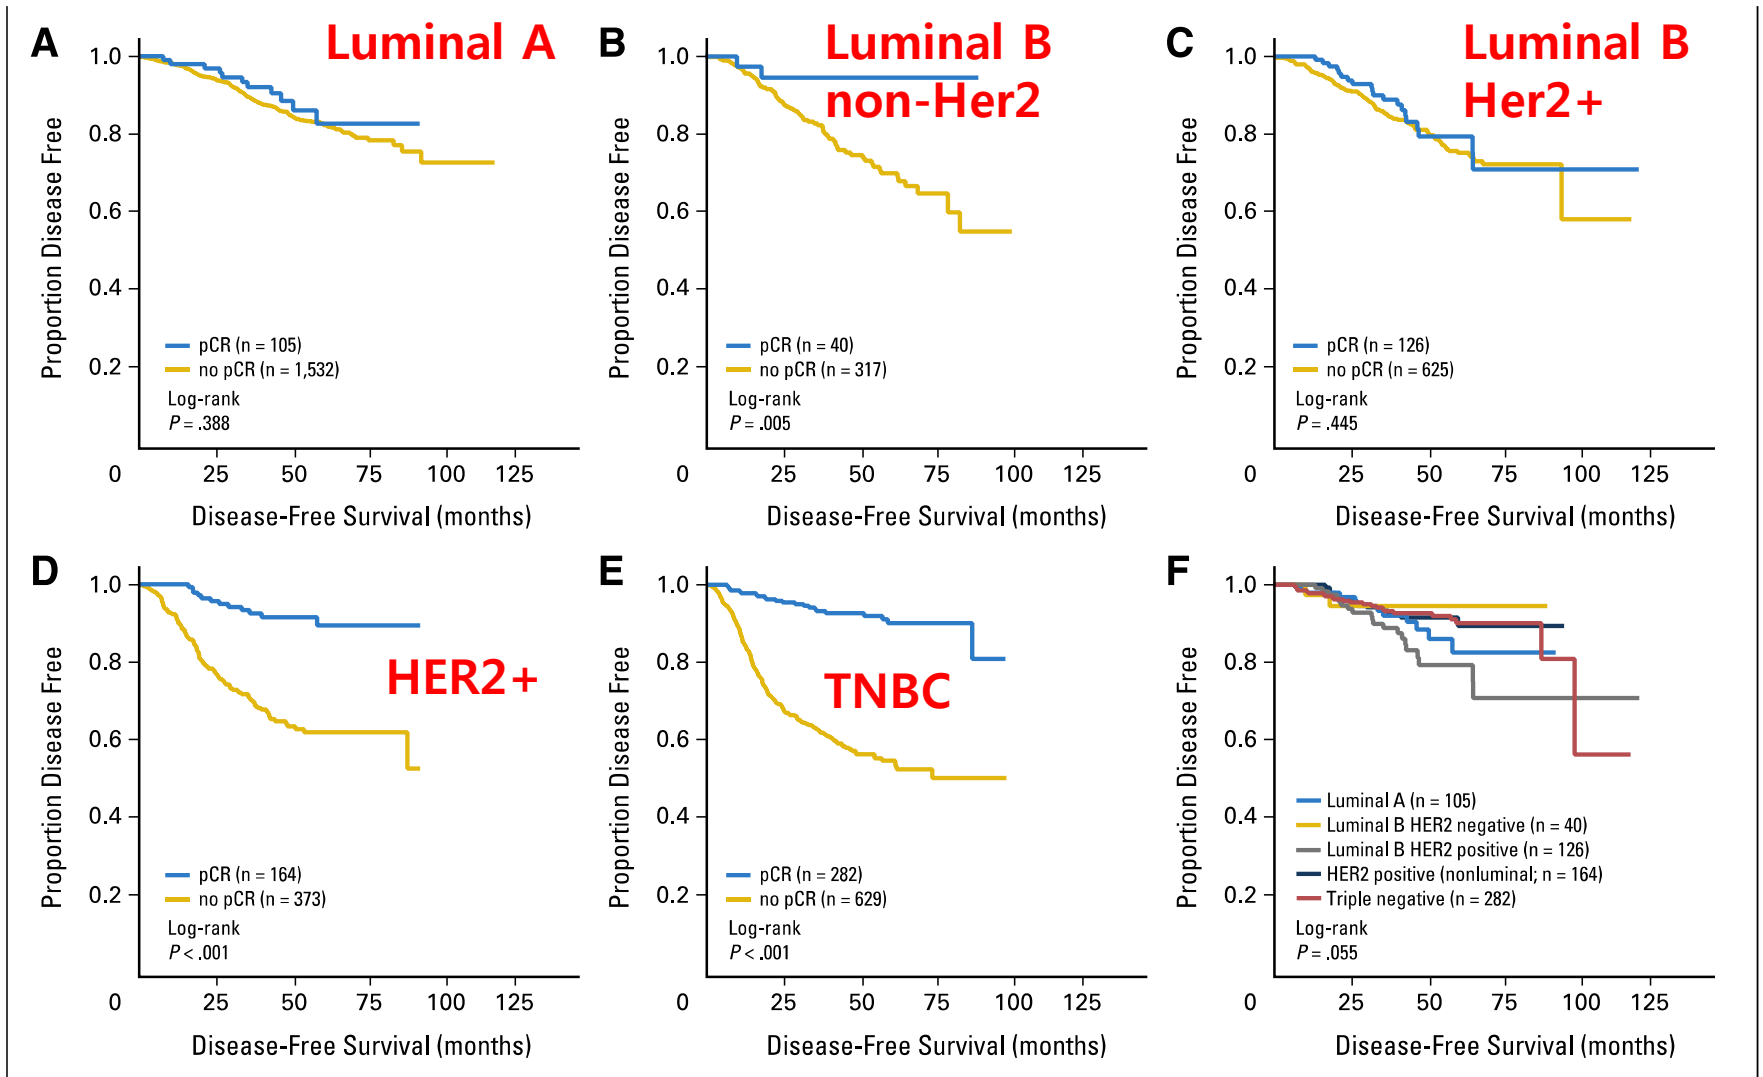 A
Luminal A
Proportion Disease Free
1.0
0.8
0.6
0.4
0.2
0
pCR (n = 105)
no pCR (n = 1,532)
Log-rank
P = .388
25 50 75 100 125
Disease-Free Survival (months)
B
Luminal B
non-Her2
Proportion Disease Free
1.0
0.8
0.6
0.4
0.2
0
pCR (n = 40)
no pCR (n = 317)
Log-rank
P = .005
25 50 75 100 125
Disease-Free Survival (months)
C
Luminal B
Her2+
Proportion Disease Free
1.0
0.8
0.6
0.4
0.2
0
pCR (n = 126)
no pCR (n = 625)
Log-rank
P = .445
25 50 75 100 125
Disease-Free Survival (months)
D
HER2+
Proportion Disease Free
1.0
0.8
0.6
0.4
0.2
0
pCR (n = 164)
no pCR (n = 373)
Log-rank
P < .001
25 50 75 100 125
Disease-Free Survival (months)
E
TNBC
Proportion Disease Free
1.0
0.8
0.6
0.4
0.2
0
pCR (n = 282)
no pCR (n = 629)
Log-rank
P < .001
25 50 75 100 125
Disease-Free Survival (months)
F
Proportion Disease Free
1.0
0.8
0.6
0.4
0.2
0
Luminal A (n = 105)
Luminal B HER2 negative (n = 40)
Luminal B HER2 positive (n = 126)
HER2 positive (nonluminal; n = 164)
Triple negative (n = 282)
Log-rank
P = .055
25 50 75 100 125
Disease-Free Survival (months)